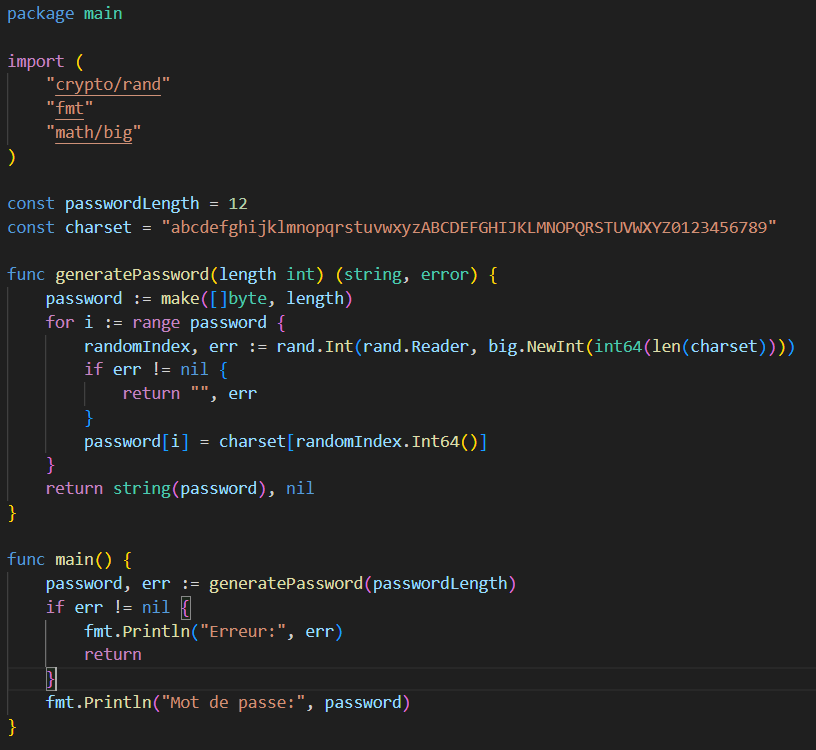 package main
import (
"crypto/rand"
"fmt"
"math/big"
)
const passwordLength = 12
const charset = "abcdefghijklmnopqrstuvwxyzABCDEFGHIJKLMNOPQRSTUVWXYZ0123456789"
func generatePassword(length int) (string, error) {
password := make([]byte, length)
for i := range password {
randomIndex, err := rand.Int(rand.Reader, big.NewInt(int64(len(charset))))
if err != nil {
return "", err
}
password[i] = charset[randomIndex.Int64()]
}
return string(password), nil
}
func main() {
password, err := generatePassword(passwordLength)
if err != nil {
fmt.Println("Erreur:", err)
return
}
fmt.Println("Mot de passe:", password)
}